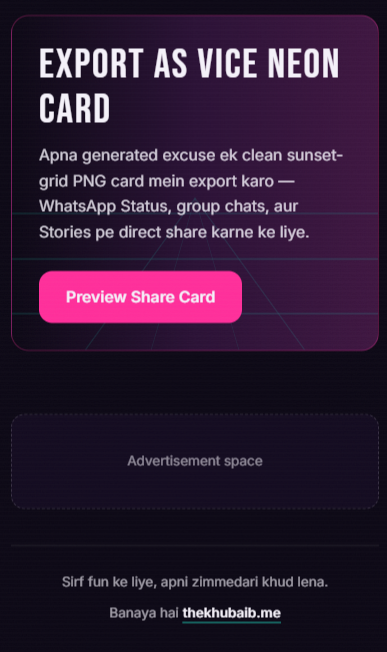 EXPORT AS VICE NEON
CARD
Apna generated excuse ek clean sunset-
grid PNG card mein export karo —
WhatsApp Status, group chats, aur
Stories pe direct share karne ke liye.
Preview Share Card
Advertisement space
Sirf fun ke liye, apni zimmedari khud lena.
Banaya hai thekhubaib.me